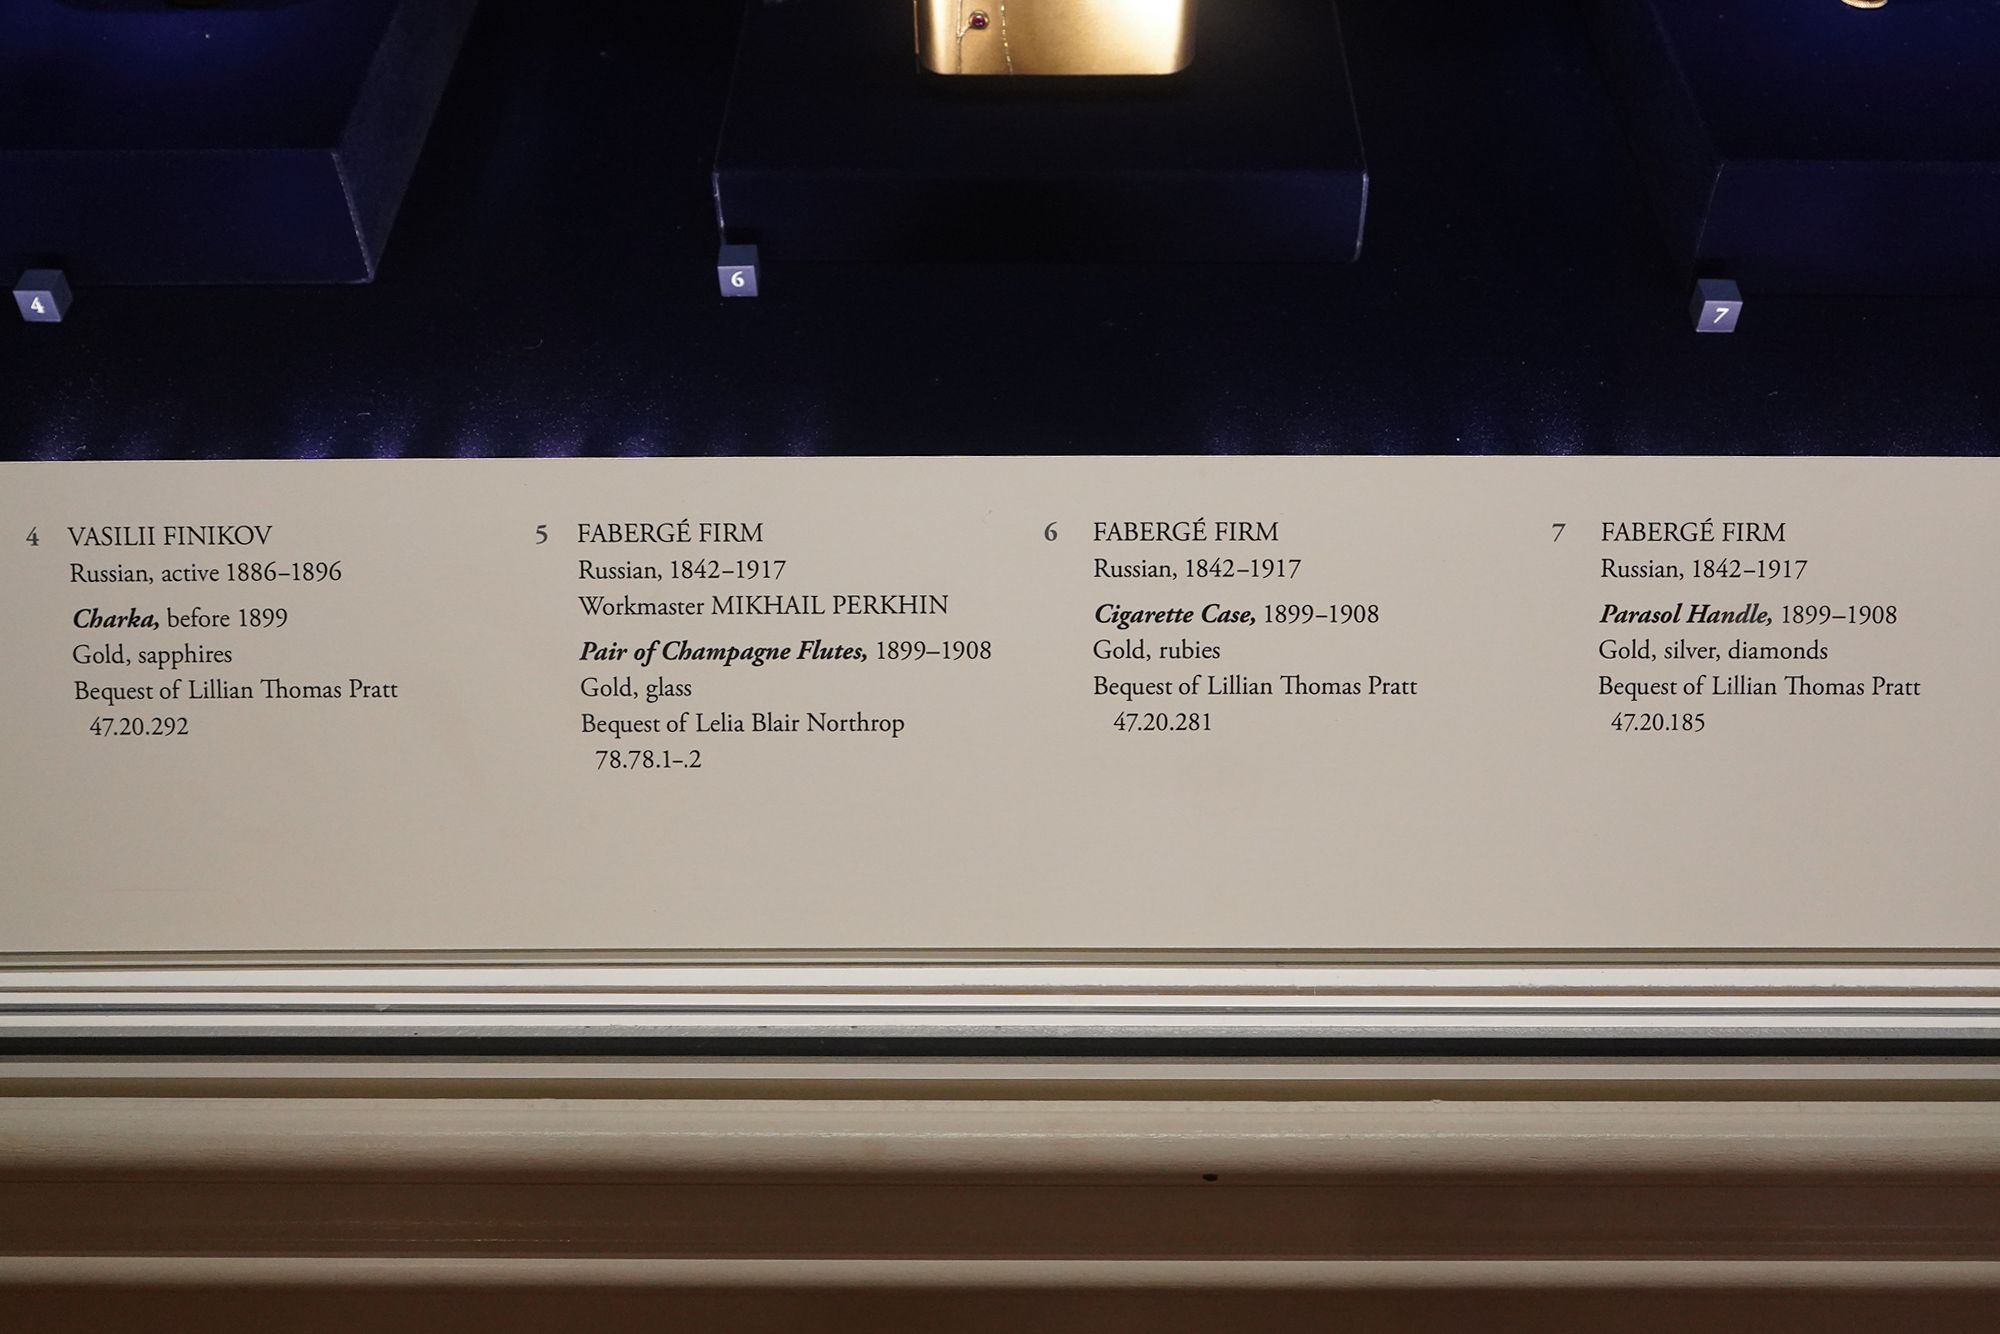 4
6
7
4 VASILII FINIKOV
Russian, active 1886–1896
Charka, before 1899
Gold, sapphires
Bequest of Lillian Thomas Pratt
47.20.292
5 FABERGÉ FIRM
Russian, 1842–1917
Workmaster MIKHAIL PERKHIN
Pair of Champagne Flutes, 1899–1908
Gold, glass
Bequest of Lelia Blair Northrop
78.78.1–.2
6 FABERGÉ FIRM
Russian, 1842–1917
Cigarette Case, 1899–1908
Gold, rubies
Bequest of Lillian Thomas Pratt
47.20.281
7 FABERGÉ FIRM
Russian, 1842–1917
Parasol Handle, 1899–1908
Gold, silver, diamonds
Bequest of Lillian Thomas Pratt
47.20.185